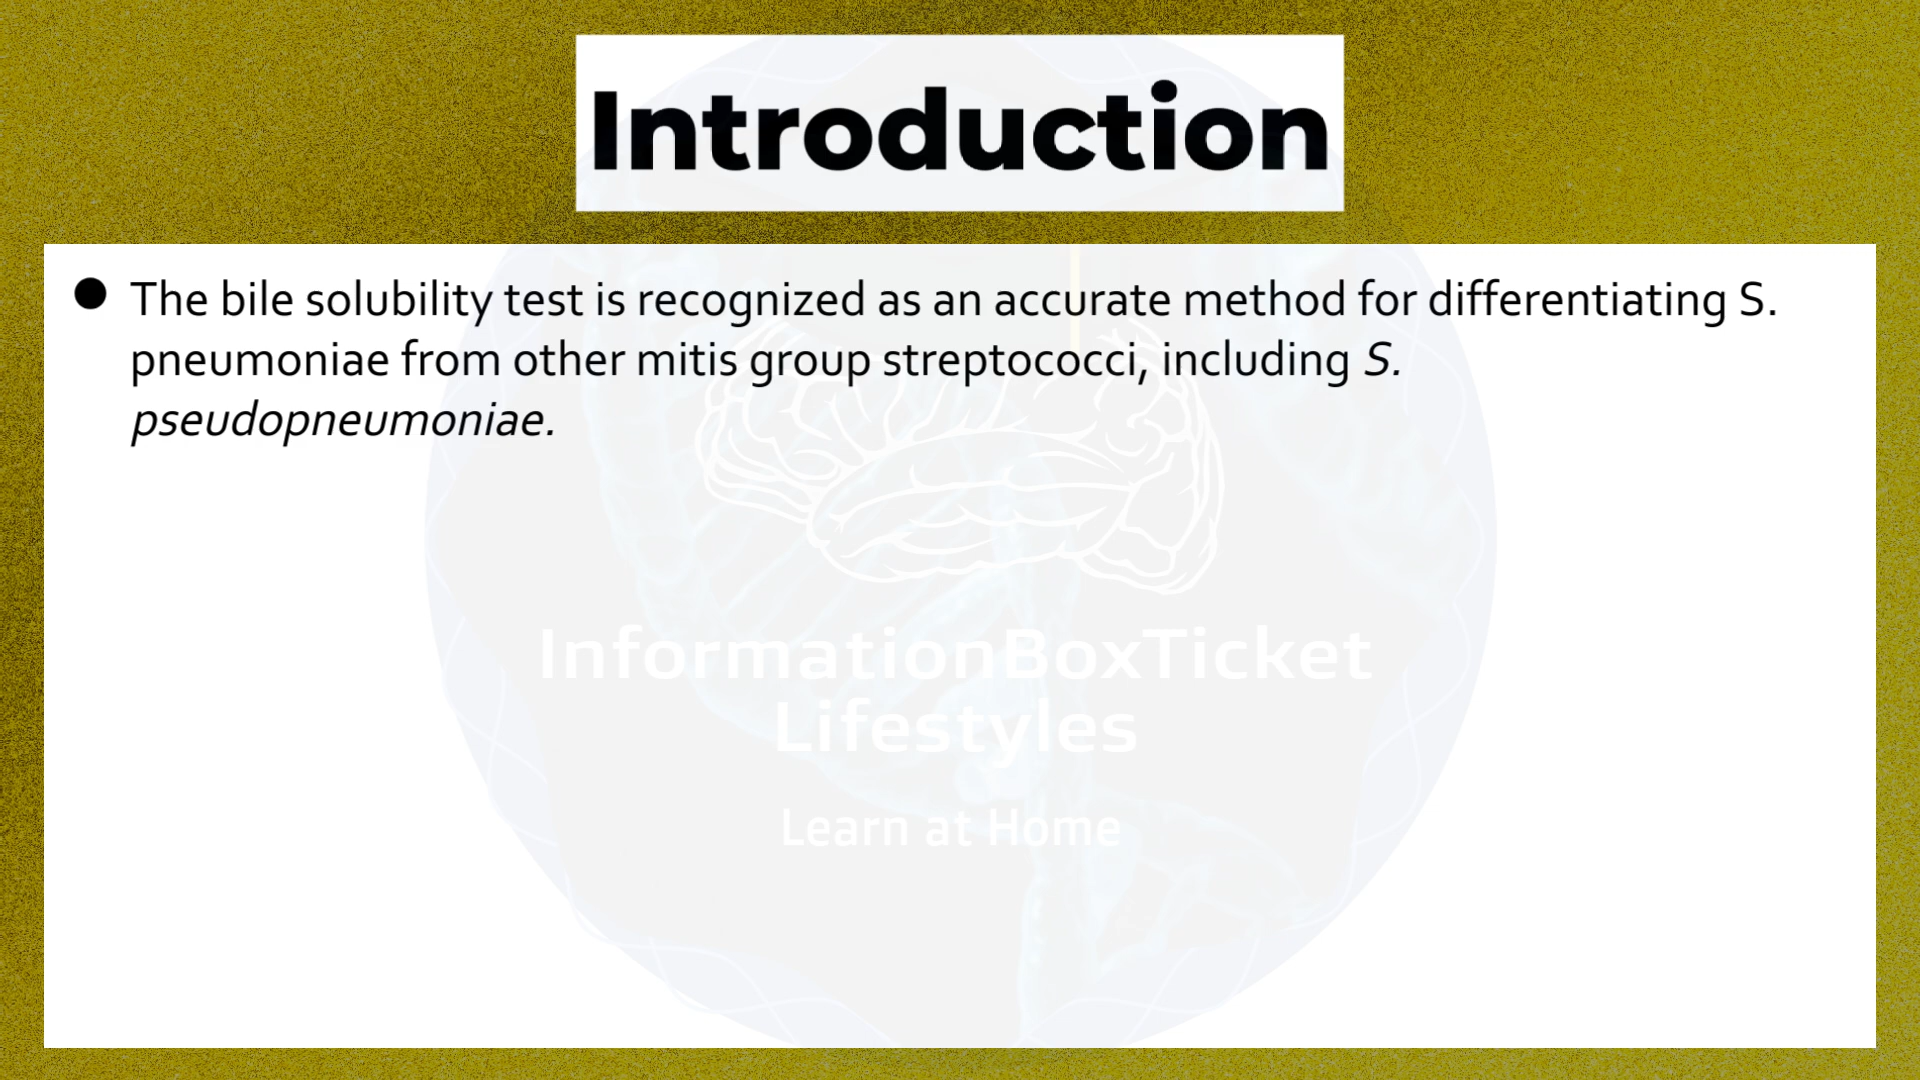 Introduction
● The bile solubility test is recognized as an accurate method for differentiating S.
pneumoniae from other mitis group streptococci, including S.
pseudopneumoniae.
InformationBoxTicket
Lifestyles
Learn at Home